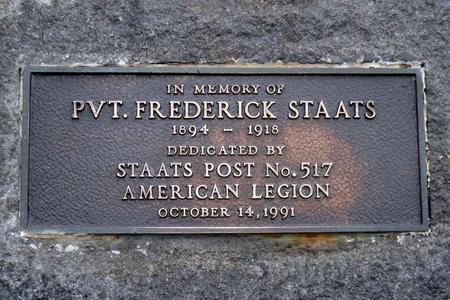 IN MEMORY OF
PVT. FREDERICK STAATS
1894 - 1918
DEDICATED BY
STAATS POST No. 517
AMERICAN LEGION
OCTOBER 14, 1991